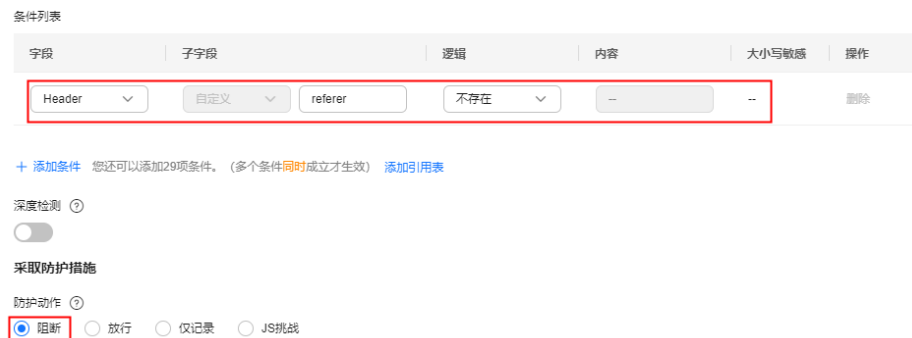 条件列表
字段 子字段 逻辑 内容 大小写敏感 操作
Header 自定义 referer 不存在 -- -- 删除
+ 添加条件 您还可以添加29项条件。(多个条件同时成立才生效) 添加引用表
深度检测 ?
采取防护措施
防护动作 ?
阻断 放行 仅记录 JS挑战